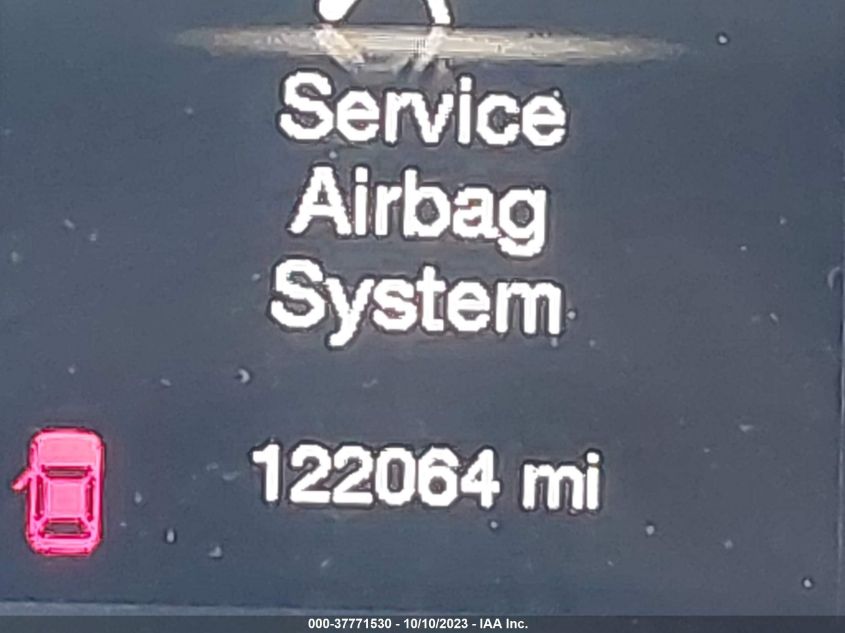 Service
Airbag
System
122064 mi
000-37771530 - 10/10/2023 - IAA Inc.